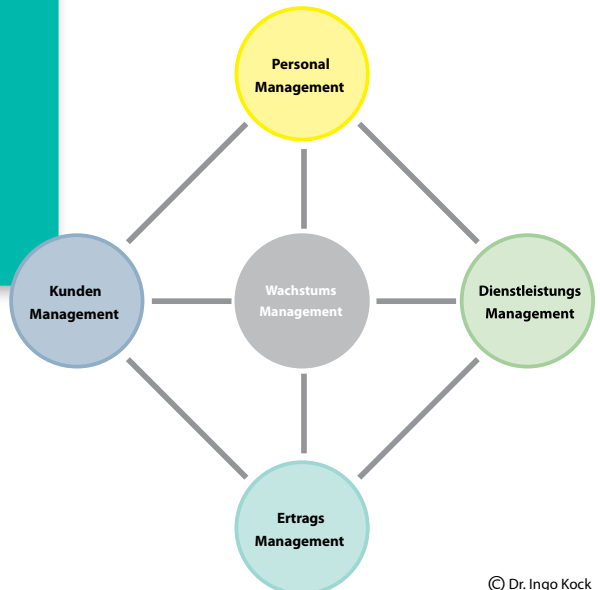 Personal
Management
Kunden
Management
Wachstums
Management
Dienstleistungs
Management
Ertrags
Management
© Dr. Ingo Kock